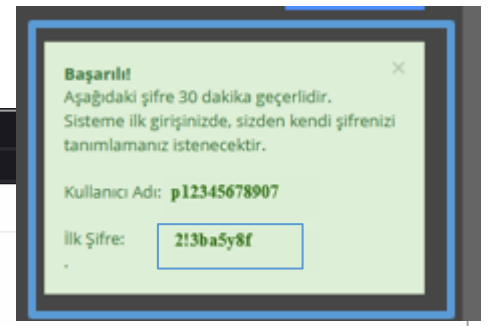 Başarılı!
Aşağıdaki şifre 30 dakika geçerlidir.
Sisteme ilk girişinizde, sizden kendi şifrenizi
tanımlamanız istenecektir.
Kullanıcı Adı: p12345678907
İlk Şifre: 2!3ba5y8f
.